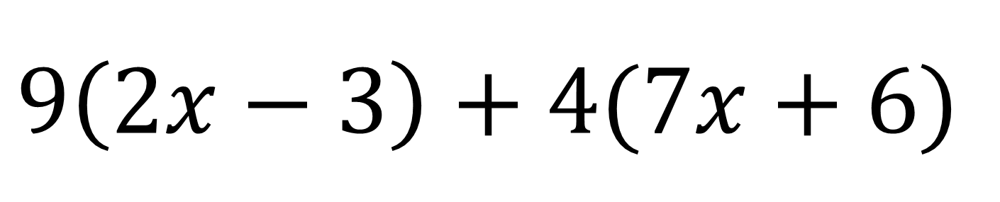 9(2x − 3) + 4(7x + 6)